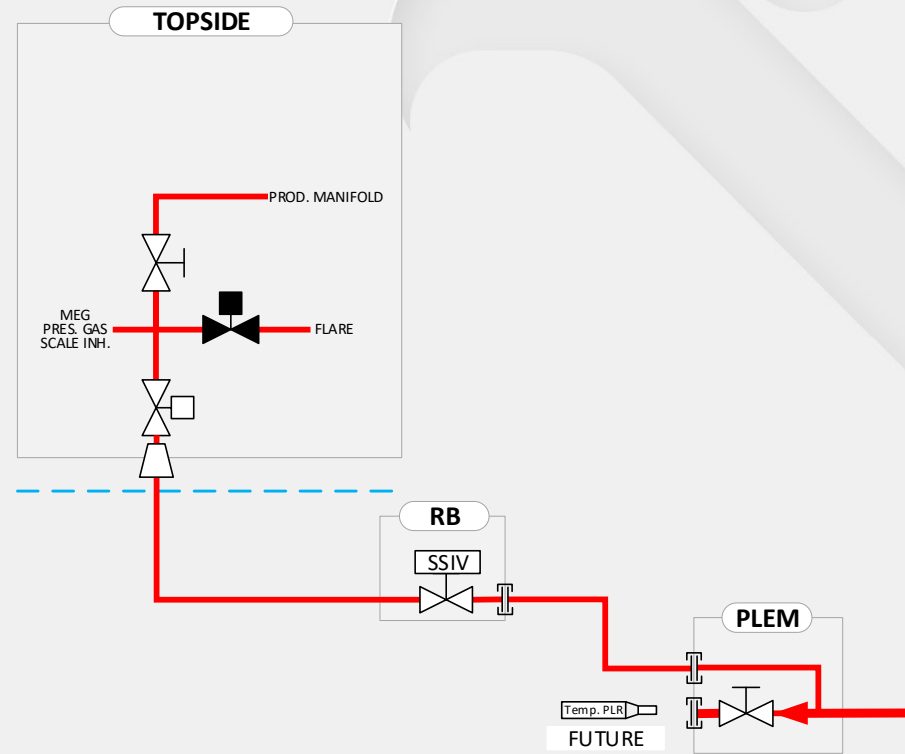 TOPSIDE
PROD. MANIFOLD
MEG
PRES. GAS
SCALE INH.
FLARE
RB
SSIV
PLEM
Temp. PLR
FUTURE